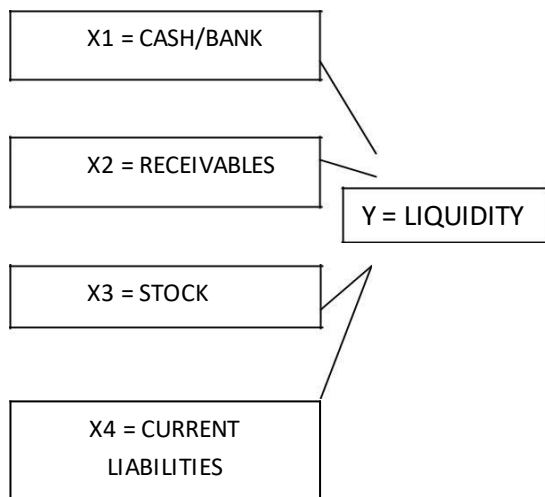 X1 = CASH/BANK
X2 = RECEIVABLES
Y = LIQUIDITY
X3 = STOCK
X4 = CURRENT
LIABILITIES